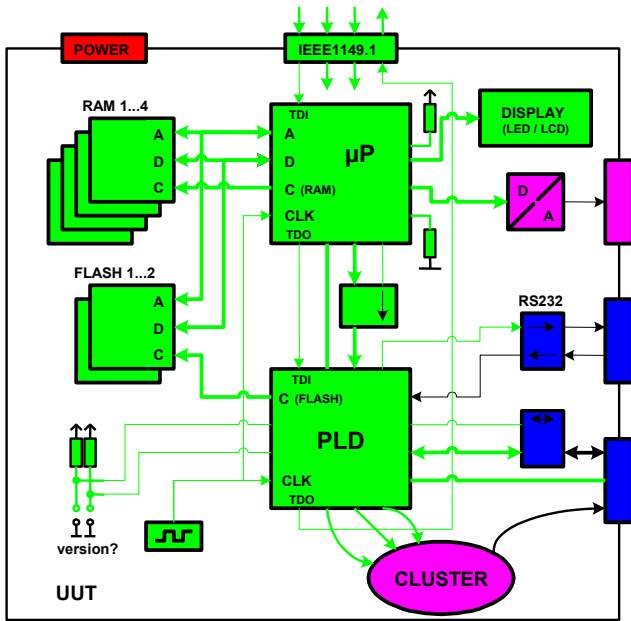 POWER
IEEE1149.1
RAM 1...4
A
D
C
TDI
A
D
C (RAM)
CLK
TDO
µP
DISPLAY
(LED / LCD)
D
A
FLASH 1...2
A
D
C
RS232
TDI
C (FLASH)
PLD
CLK
TDO
version?
CLUSTER
UUT